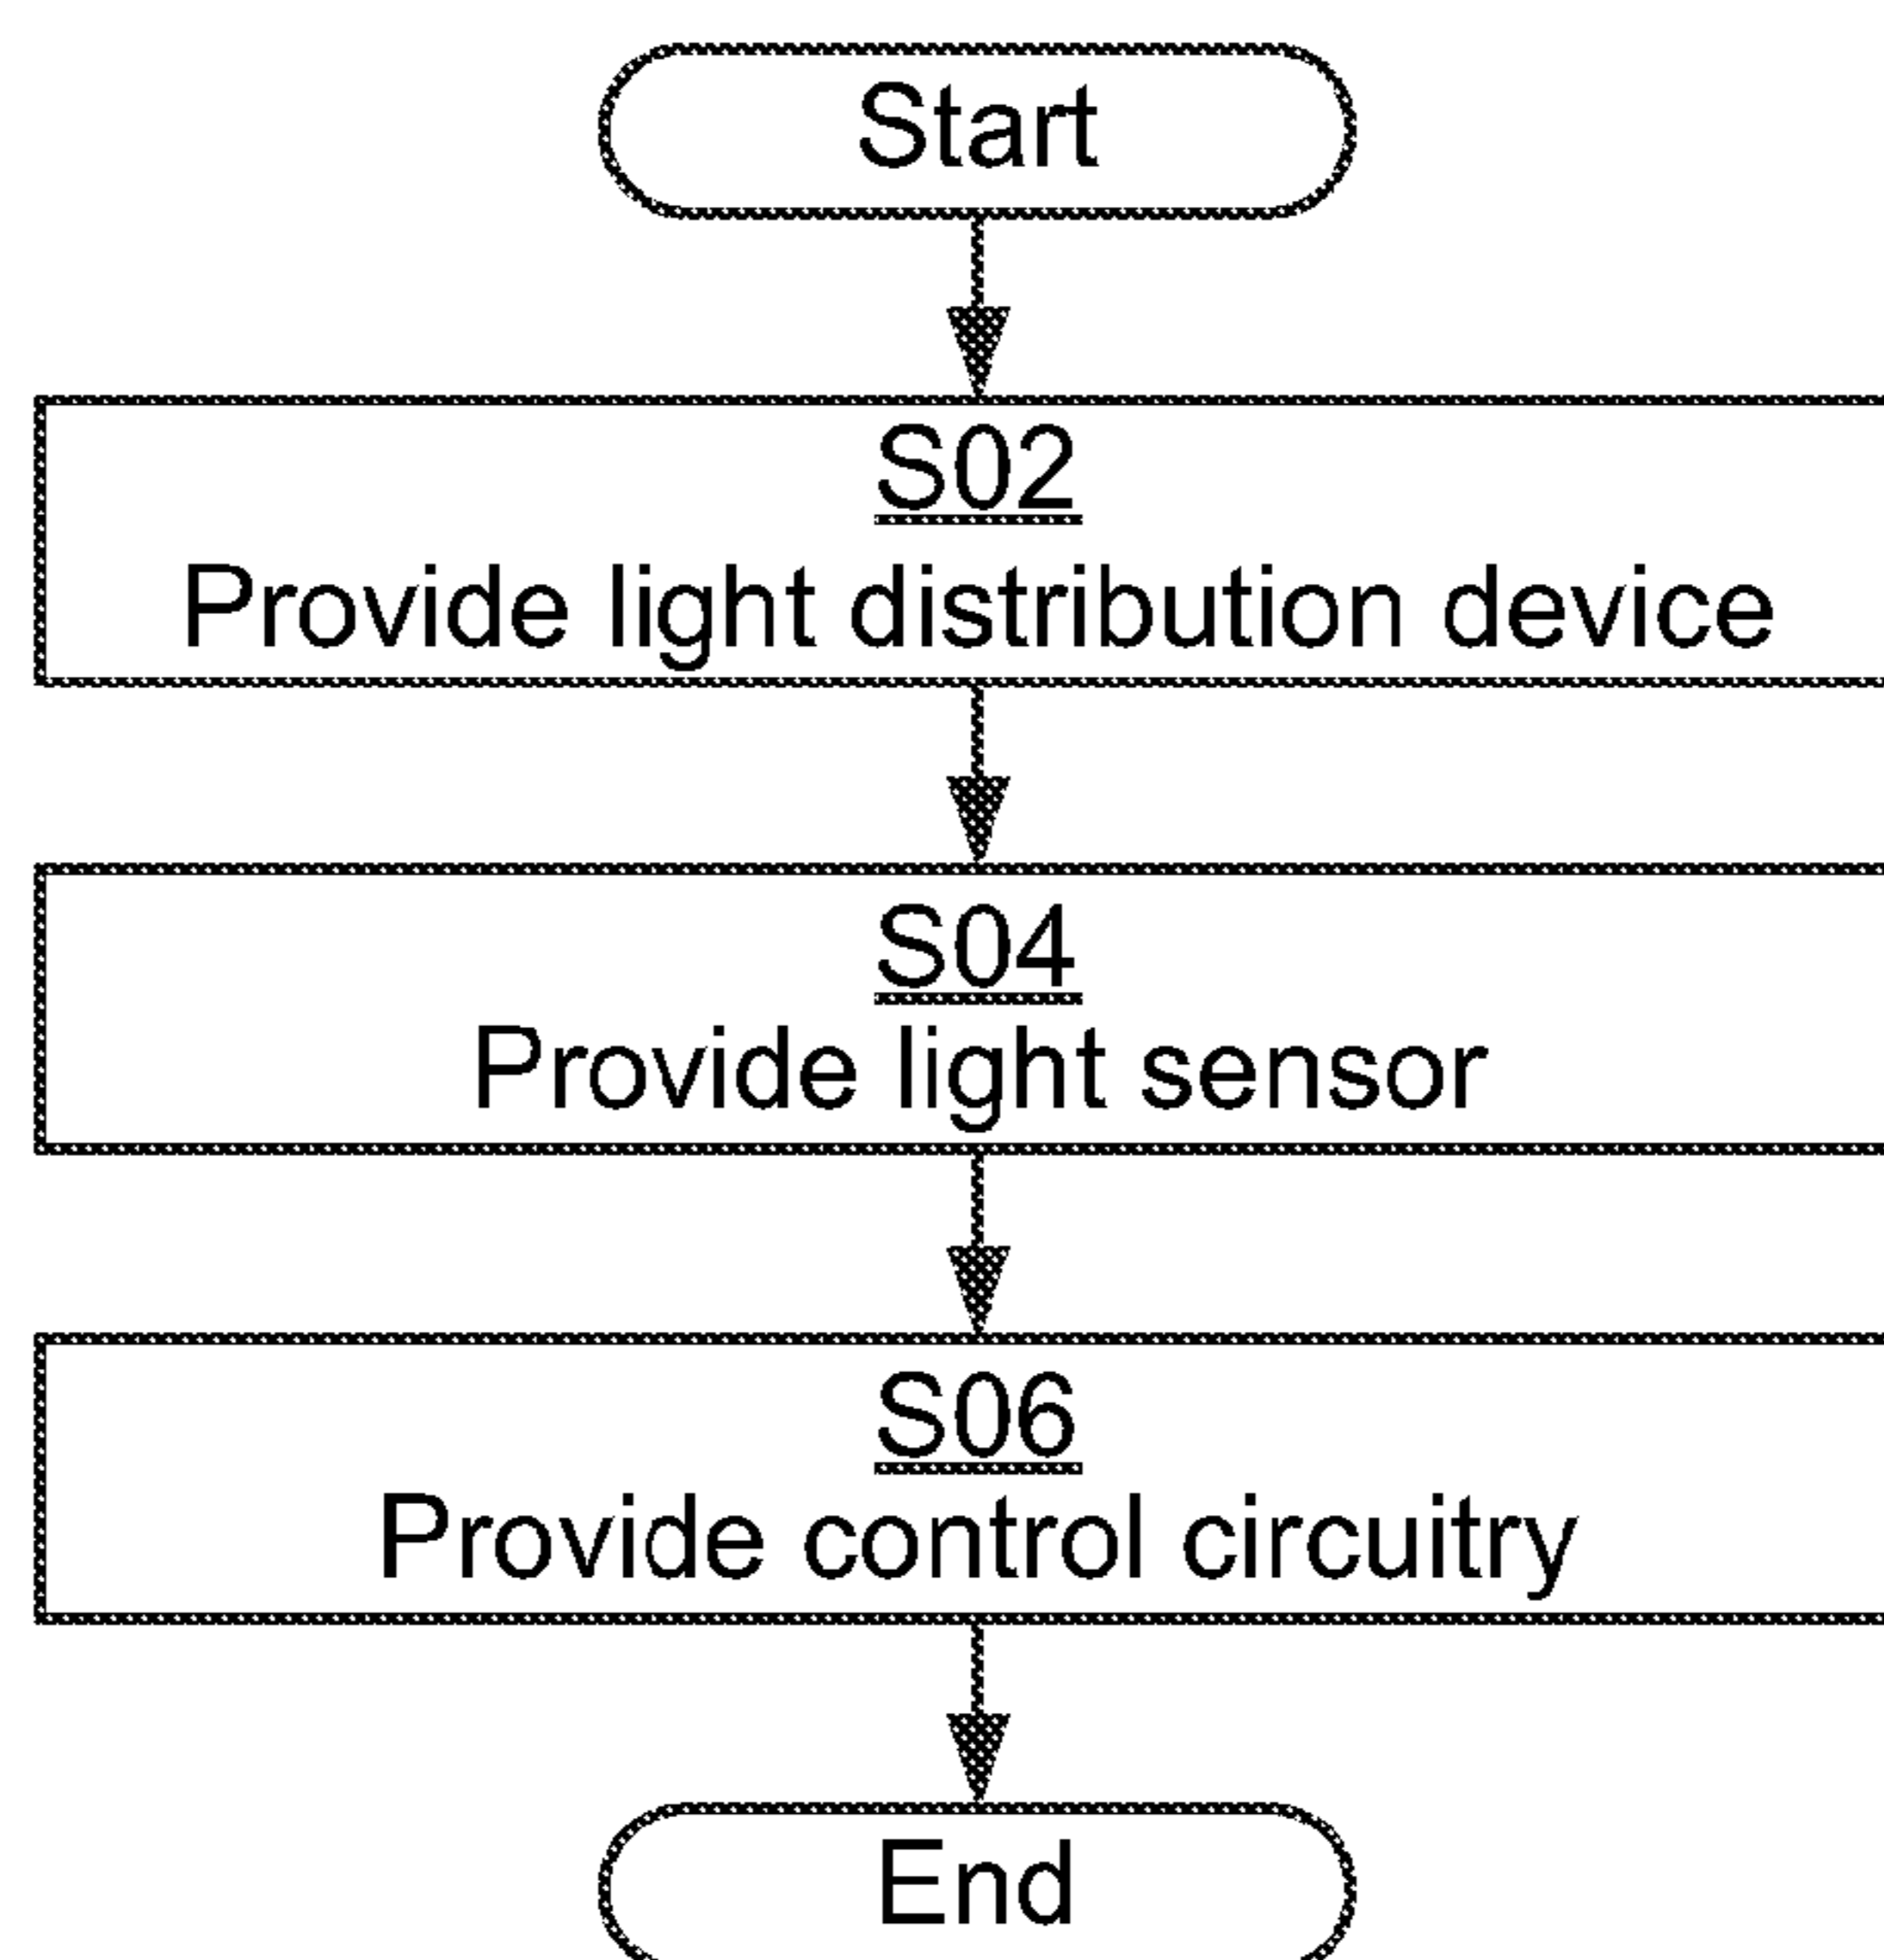 Start
S02
Provide light distribution device
S04
Provide light sensor
S06
Provide control circuitry
End